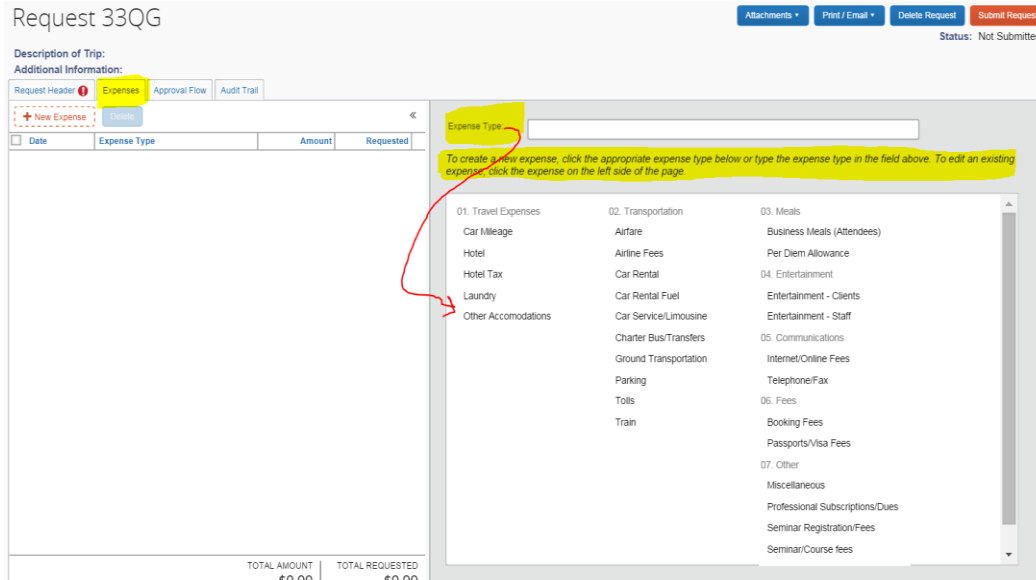 Request 33QG
Attachments Print / Email Delete Request Submit Reques
Status: Not Submitte
Description of Trip:
Additional Information:
Request Header Expenses Approval Flow Audit Trail
+ New Expense Delete «
Date Expense Type Amount Requested
Expense Type:
To create a new expense, click the appropriate expense type below or type the expense type in the field above. To edit an existing
expense, click the expense on the left side of the page.
01. Travel Expenses
Car Mileage
Hotel
Hotel Tax
Laundry
Other Accomodations
02. Transportation
Airfare
Airline Fees
Car Rental
Car Rental Fuel
Car Service/Limousine
Charter Bus/Transfers
Ground Transportation
Parking
Tolls
Train
03. Meals
Business Meals (Attendees)
Per Diem Allowance
04. Entertainment
Entertainment - Clients
Entertainment - Staff
05. Communications
Internet/Online Fees
Telephone/Fax
06. Fees
Booking Fees
Passports/Visa Fees
07. Other
Miscellaneous
Professional Subscriptions/Dues
Seminar Registration/Fees
Seminar/Course fees
TOTAL AMOUNT TOTAL REQUESTED
$0.00 $0.00